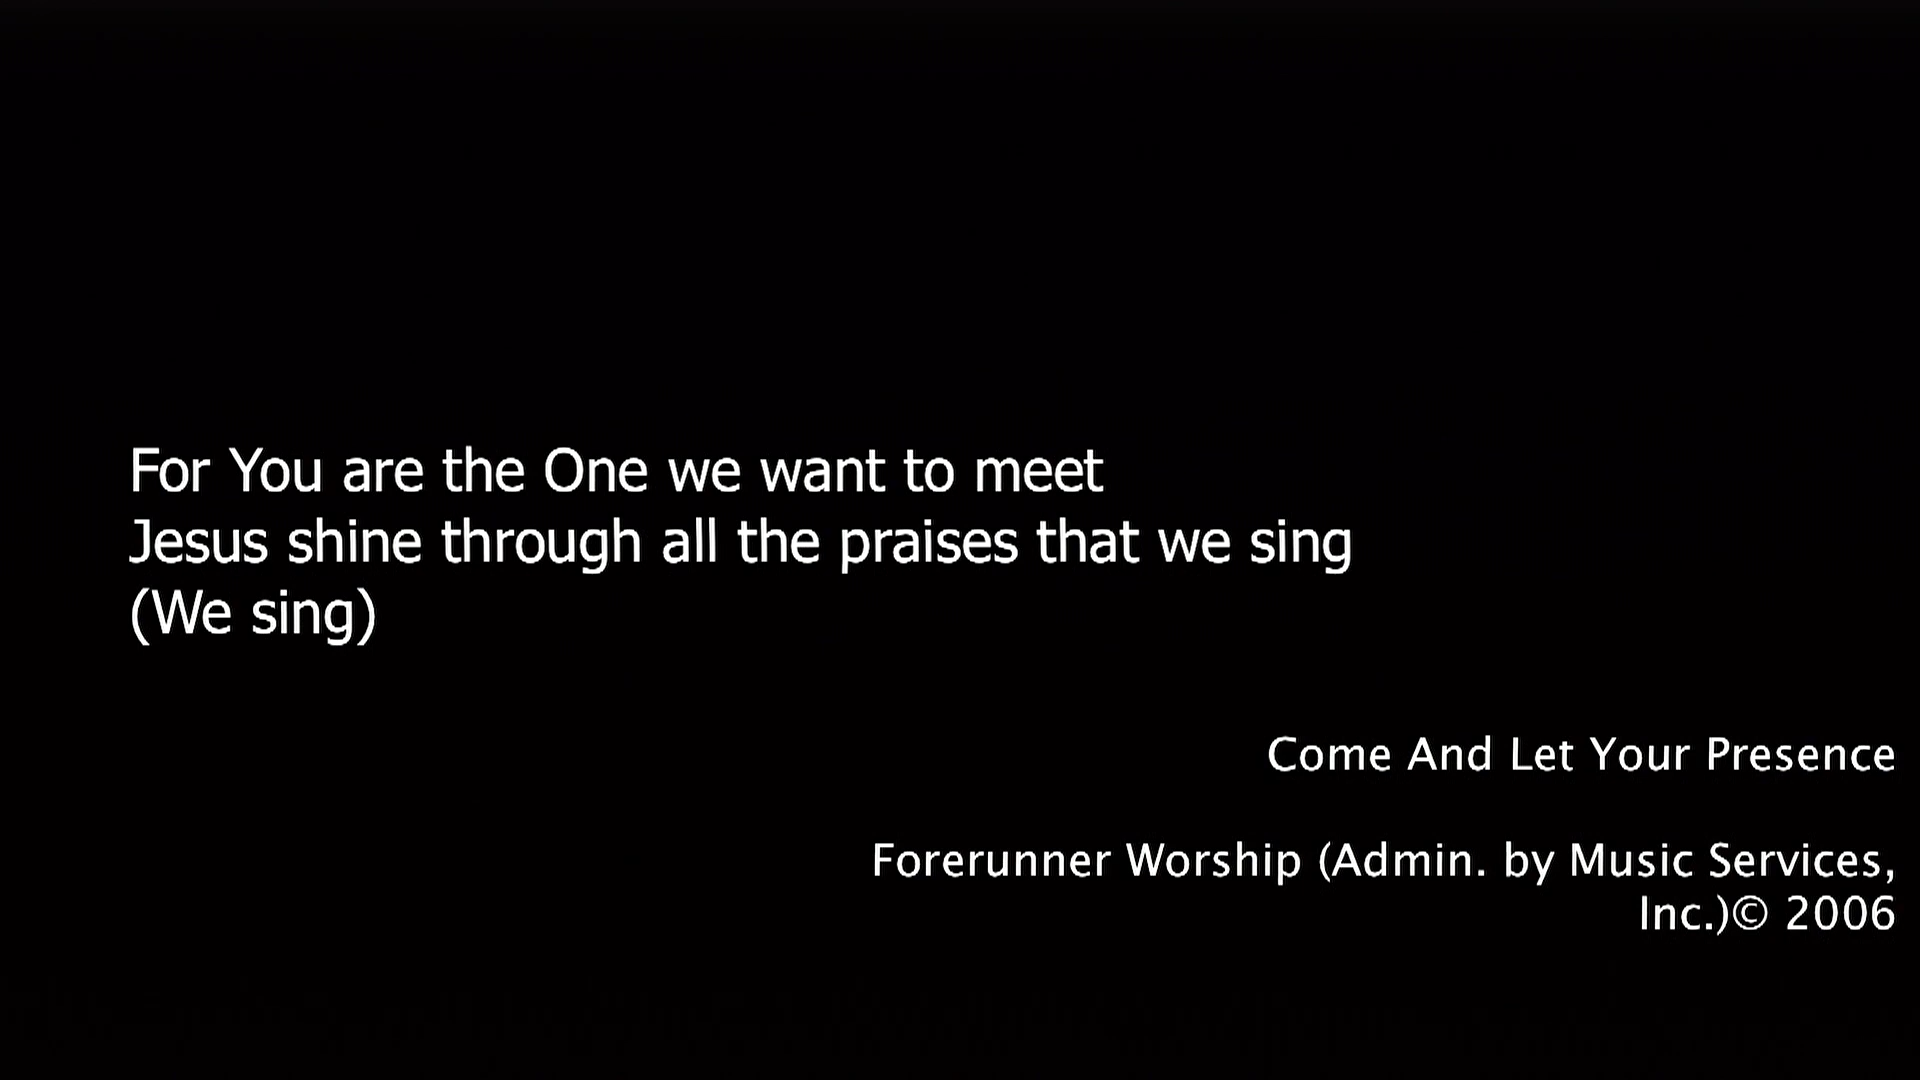 For You are the One we want to meet
Jesus shine through all the praises that we sing
(We sing)
Come And Let Your Presence
Forerunner Worship (Admin. by Music Services,
Inc.)© 2006